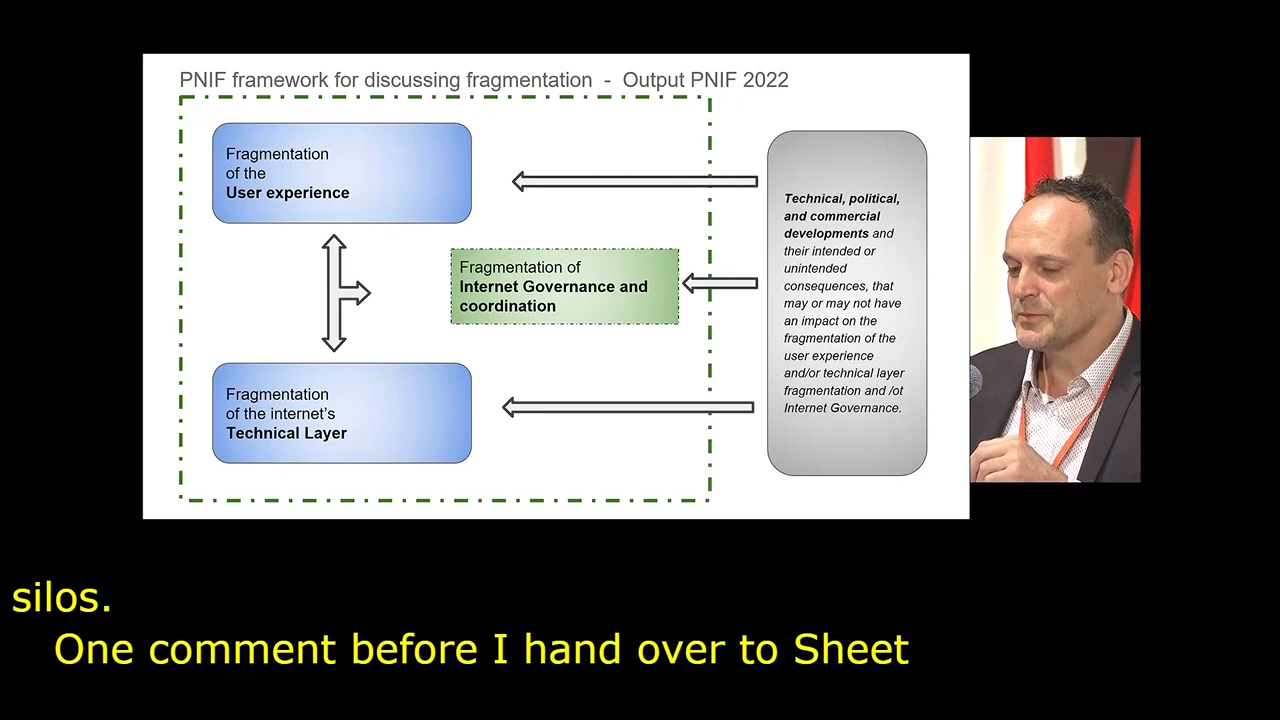 PNIF framework for discussing fragmentation - Output PNIF 2022
Fragmentation
of the
User experience
Fragmentation of
Internet Governance and
coordination
Fragmentation
of the internet's
Technical Layer
Technical, political,
and commercial
developments and
their intended or
unintended
consequences, that
may or may not have
an impact on the
fragmentation of the
user experience
and/or technical layer
fragmentation and /ot
Internet Governance.
silos.
One comment before I hand over to Sheet